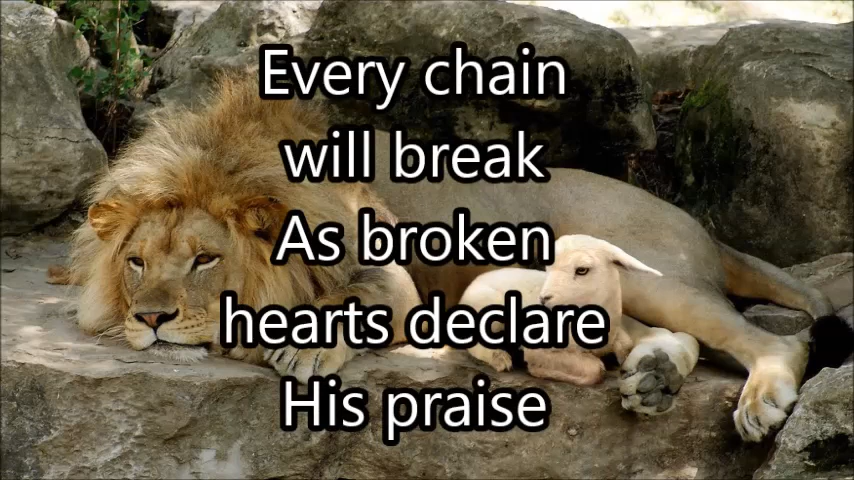 Every chain
will break
As broken
hearts declare
His praise